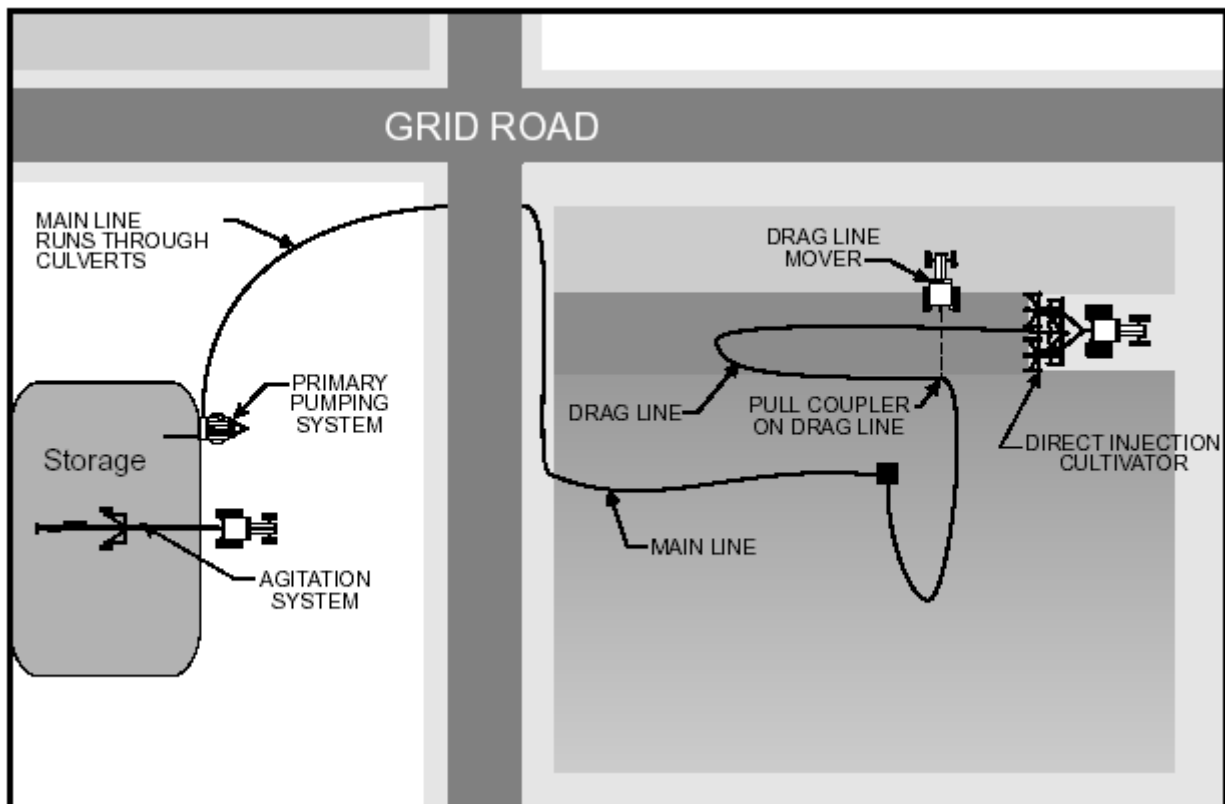 GRID ROAD
MAIN LINE
RUNS THROUGH
CULVERTS
DRAG LINE
MOVER
PRIMARY
PUMPING
SYSTEM
DRAG LINE
PULL COUPLER
ON DRAG LINE
DIRECT INJECTION
CULTIVATOR
Storage
MAIN LINE
AGITATION
SYSTEM